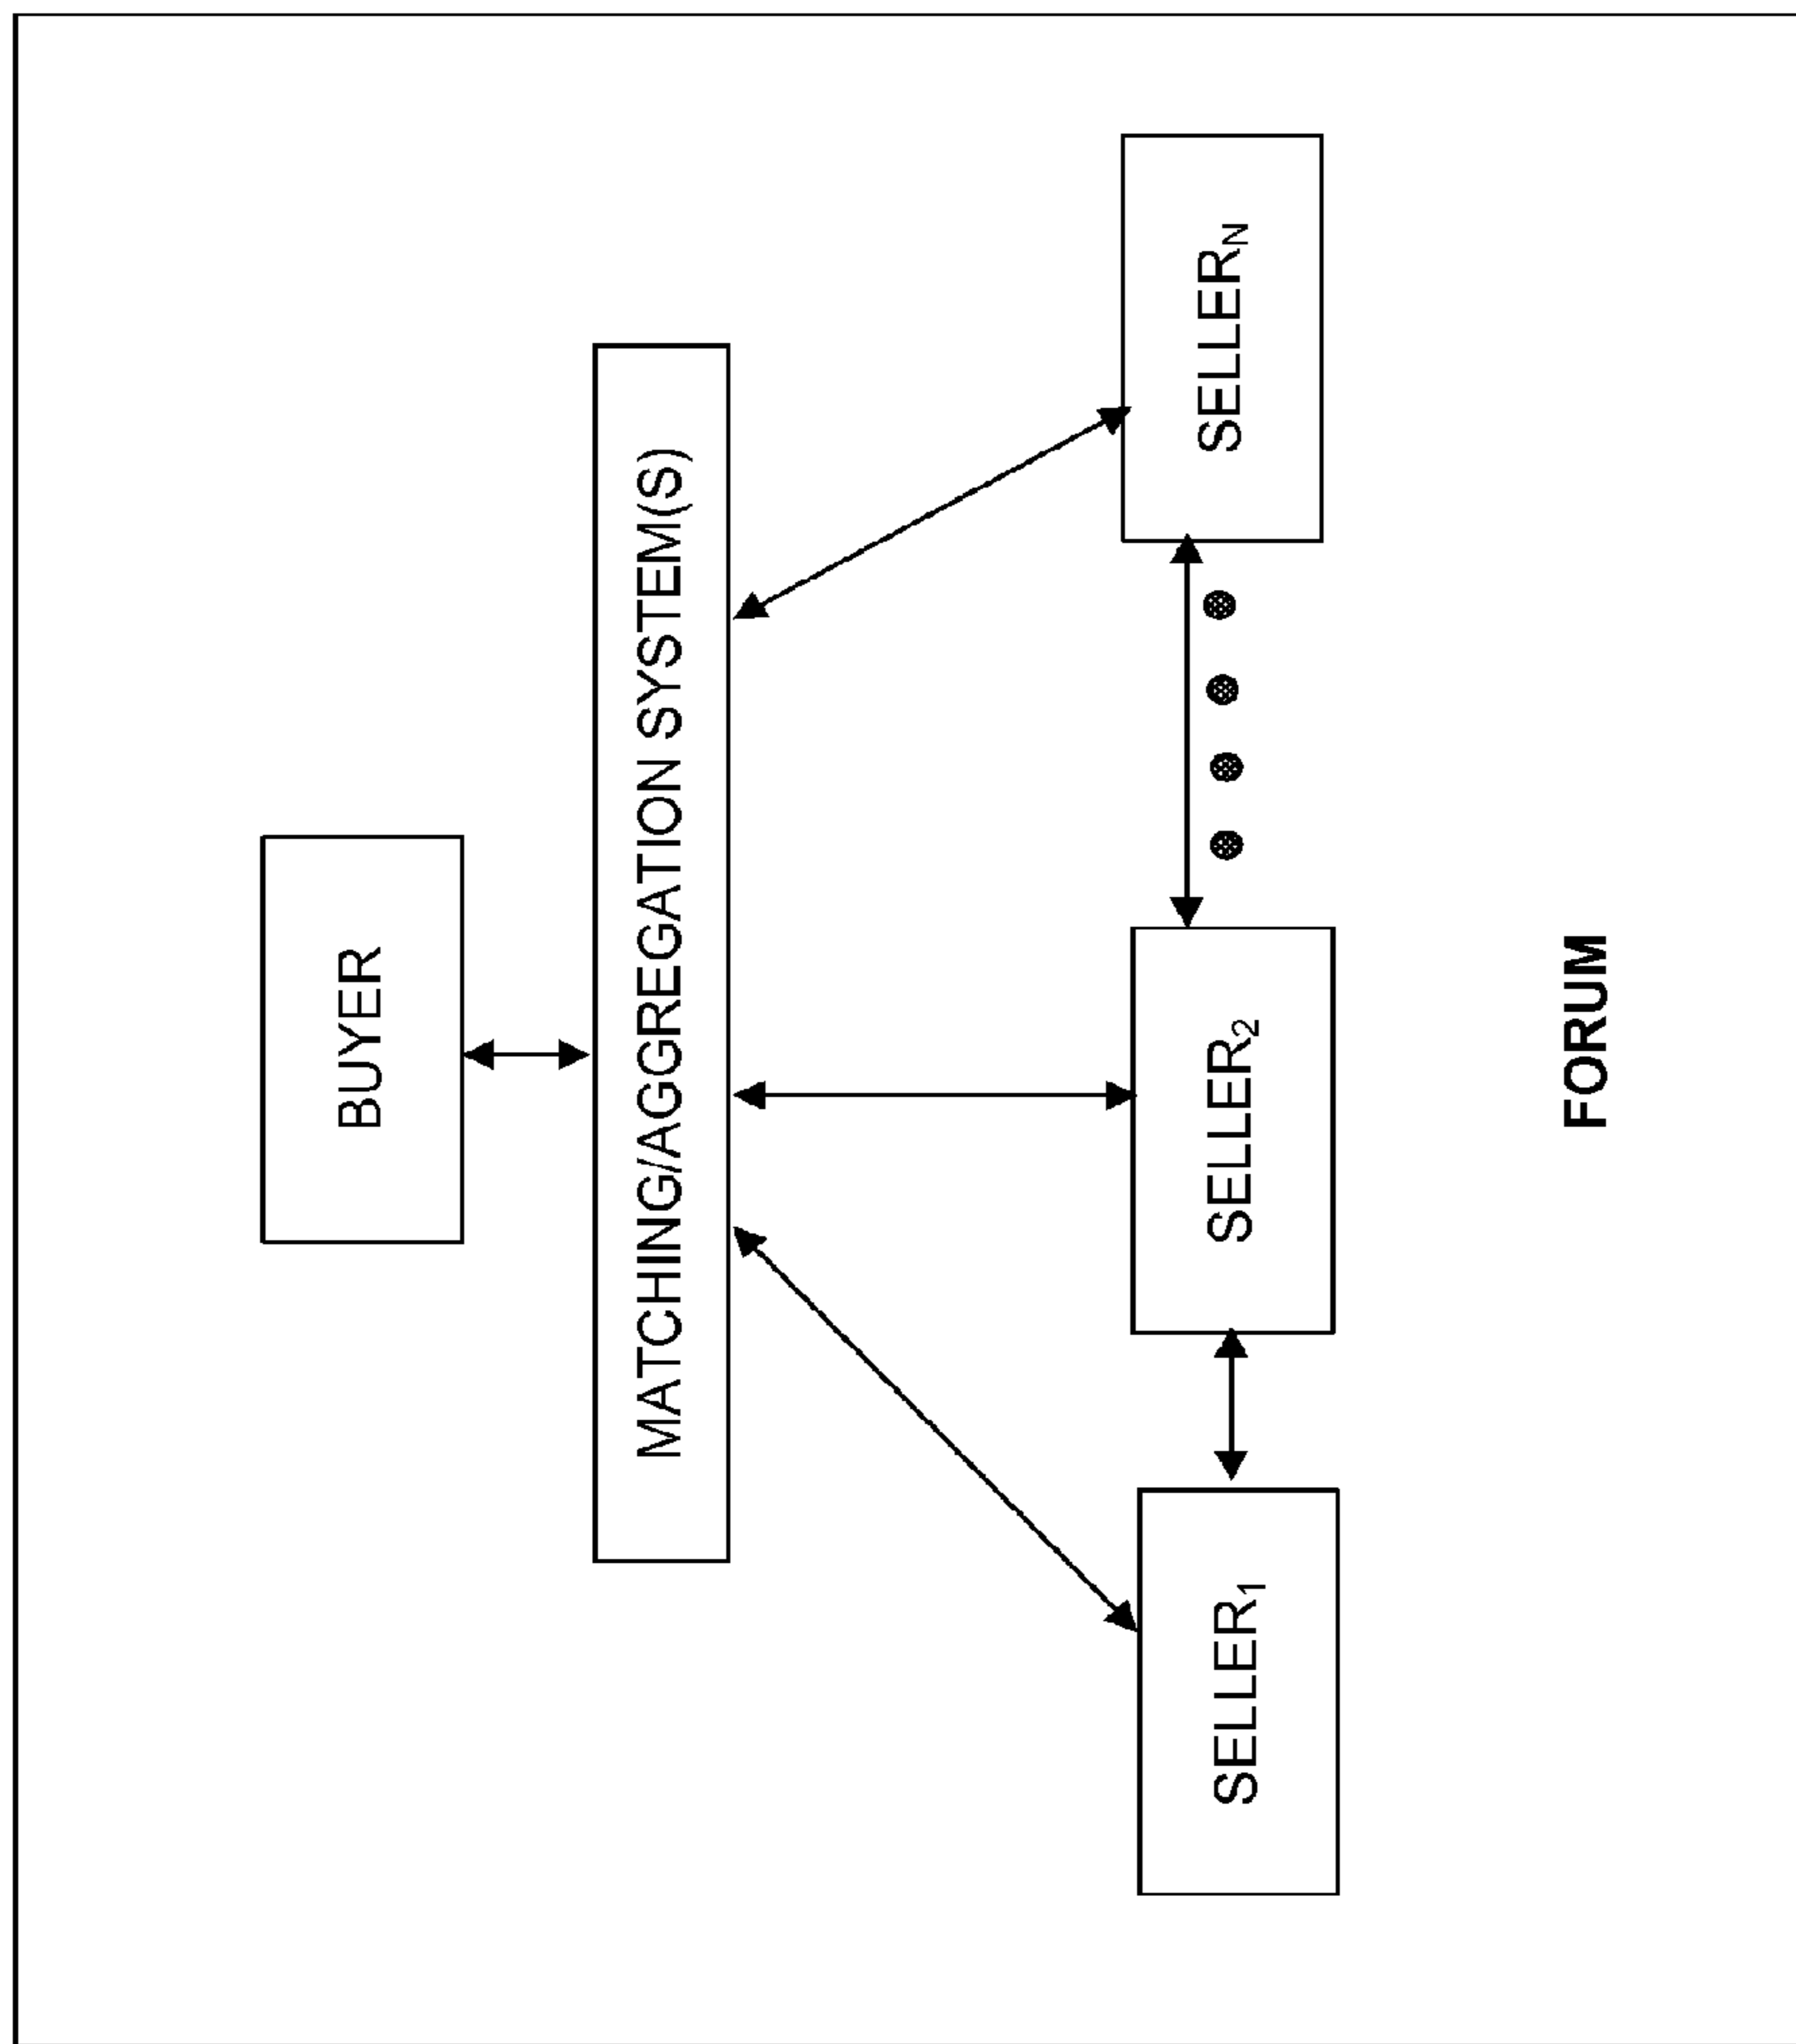 BUYER
MATCHING/AGGREGATION SYSTEM(S)
SELLER₁
SELLER₂
SELLERN
FORUM